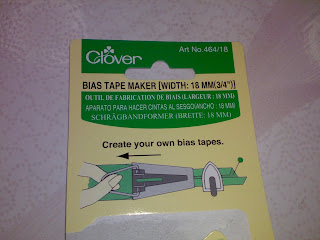 Art No. 464/18
Clover
BIAS TAPE MAKER [WIDTH: 18 MM(3/4")]
OUTIL DE FABRICATION DE BIAIS (LARGEUR : 18 MM)
APARATO PARA HACER CINTAS AL SESGO(ANCHO : 18 MM)
SCHRÄGBANDFORMER (BREITE: 18 MM)
Create your own bias tapes.